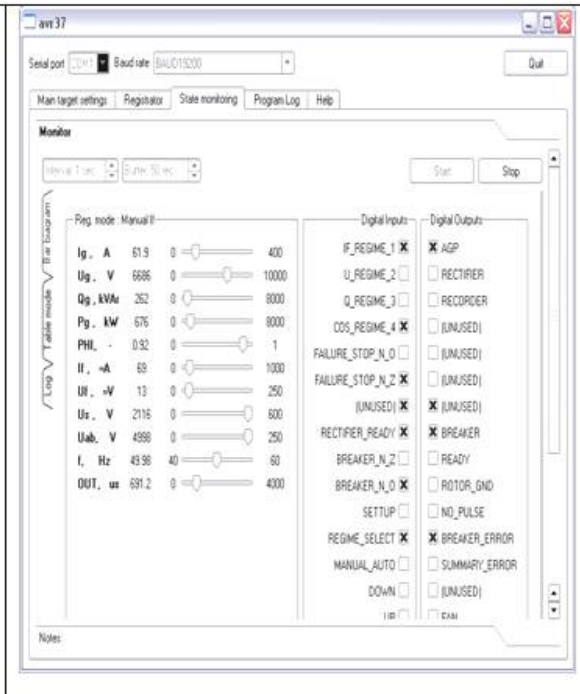 avr 37
Serial port COM1 Baud rate BAUD19200 Quit
Main target settings Registrator State monitoring Program Log Help
Monitor
Interval 1 sec Buffer 50 rec Start Stop
Bar biagram
Table mode
Log
Reg. mode : Manual If
Ig, A 61.9 0 400
Ug, V 6686 0 10000
Qg, kVAr 262 0 8000
Pg, kW 676 0 8000
PHI, - 0.92 0 1
If, =A 69 0 1000
Uf, =V 13 0 250
Us, V 2116 0 600
Uab, V 4998 0 250
f, Hz 49.98 40 60
OUT, us 691.2 0 4000
Digital Inputs
IF_REGIME_1
U_REGIME_2
Q_REGIME_3
COS_REGIME_4
FAILURE_STOP_N_O
FAILURE_STOP_N_Z
(UNUSED)
RECTIFIER_READY
BREAKER_N_Z
BREAKER_N_O
SETTUP
REGIME_SELECT
MANUAL_AUTO
DOWN
UP
Digital Outputs
AGP
RECTIFIER
RECORDER
(UNUSED)
(UNUSED)
(UNUSED)
BREAKER
READY
ROTOR_GND
NO_PULSE
BREAKER_ERROR
SUMMARY_ERROR
(UNUSED)
FAN
Notes